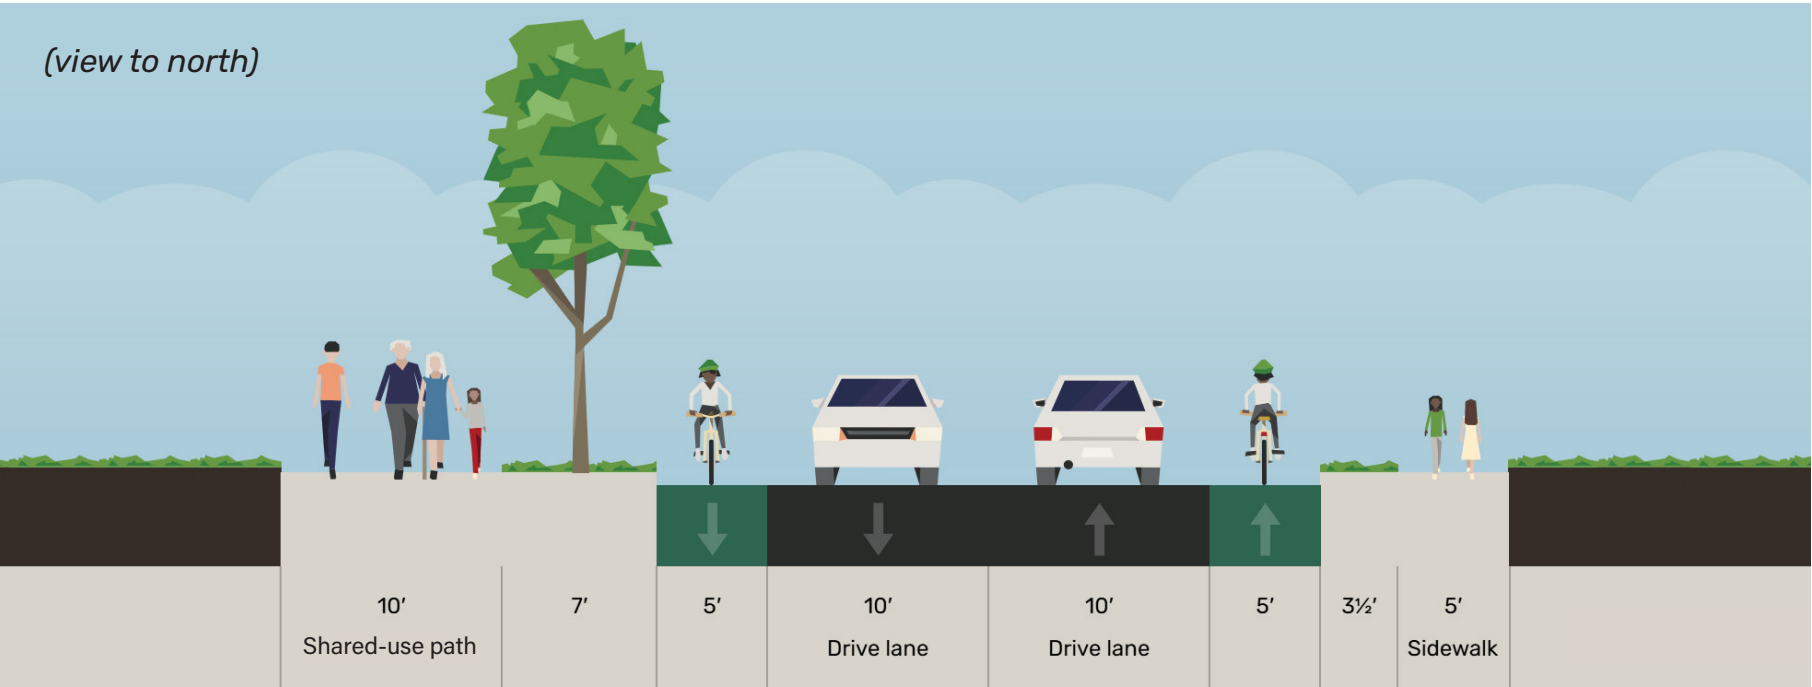 (view to north)
10′ 7′ 5′ 10′ 10′ 5′ 3½′ 5′
Shared-use path Drive lane Drive lane Sidewalk